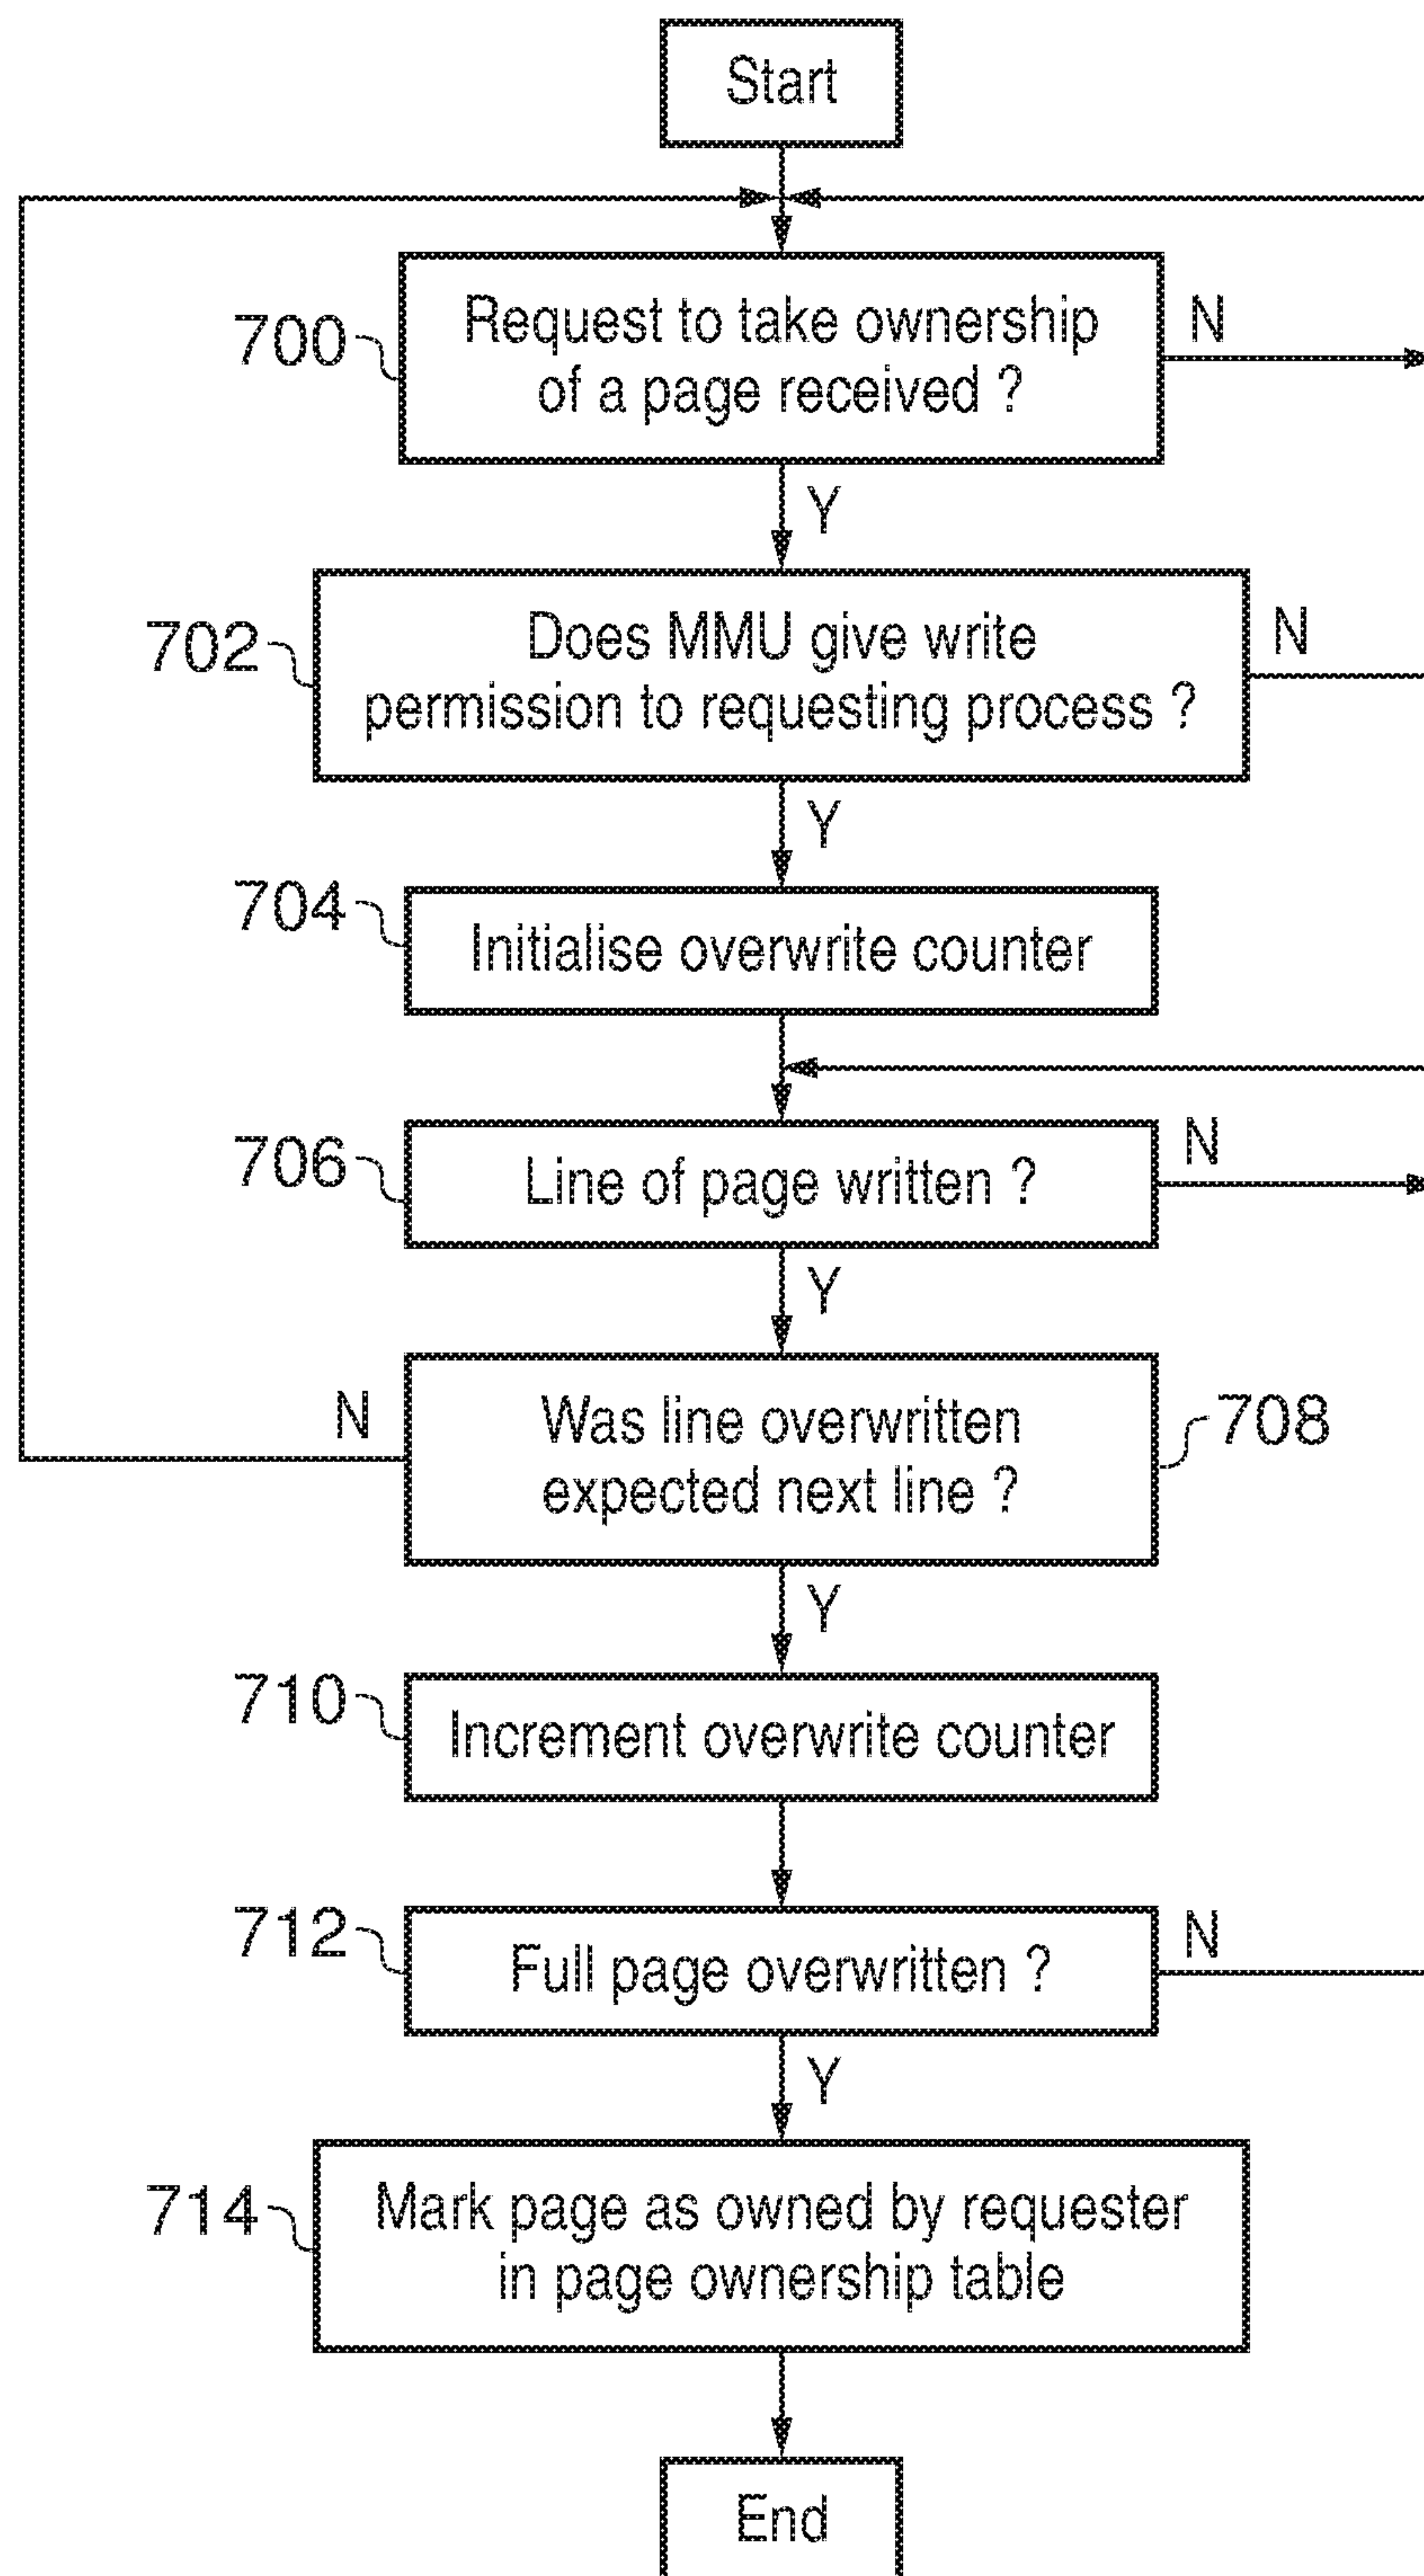 Start
Request to take ownership
of a page received ?
700
N
Y
Does MMU give write
permission to requesting process ?
702
N
Y
704
Initialise overwrite counter
706
Line of page written ?
N
Y
Was line overwritten
expected next line ?
N
708
Y
710
Increment overwrite counter
712
Full page overwritten ?
N
Y
714
Mark page as owned by requester
in page ownership table
End